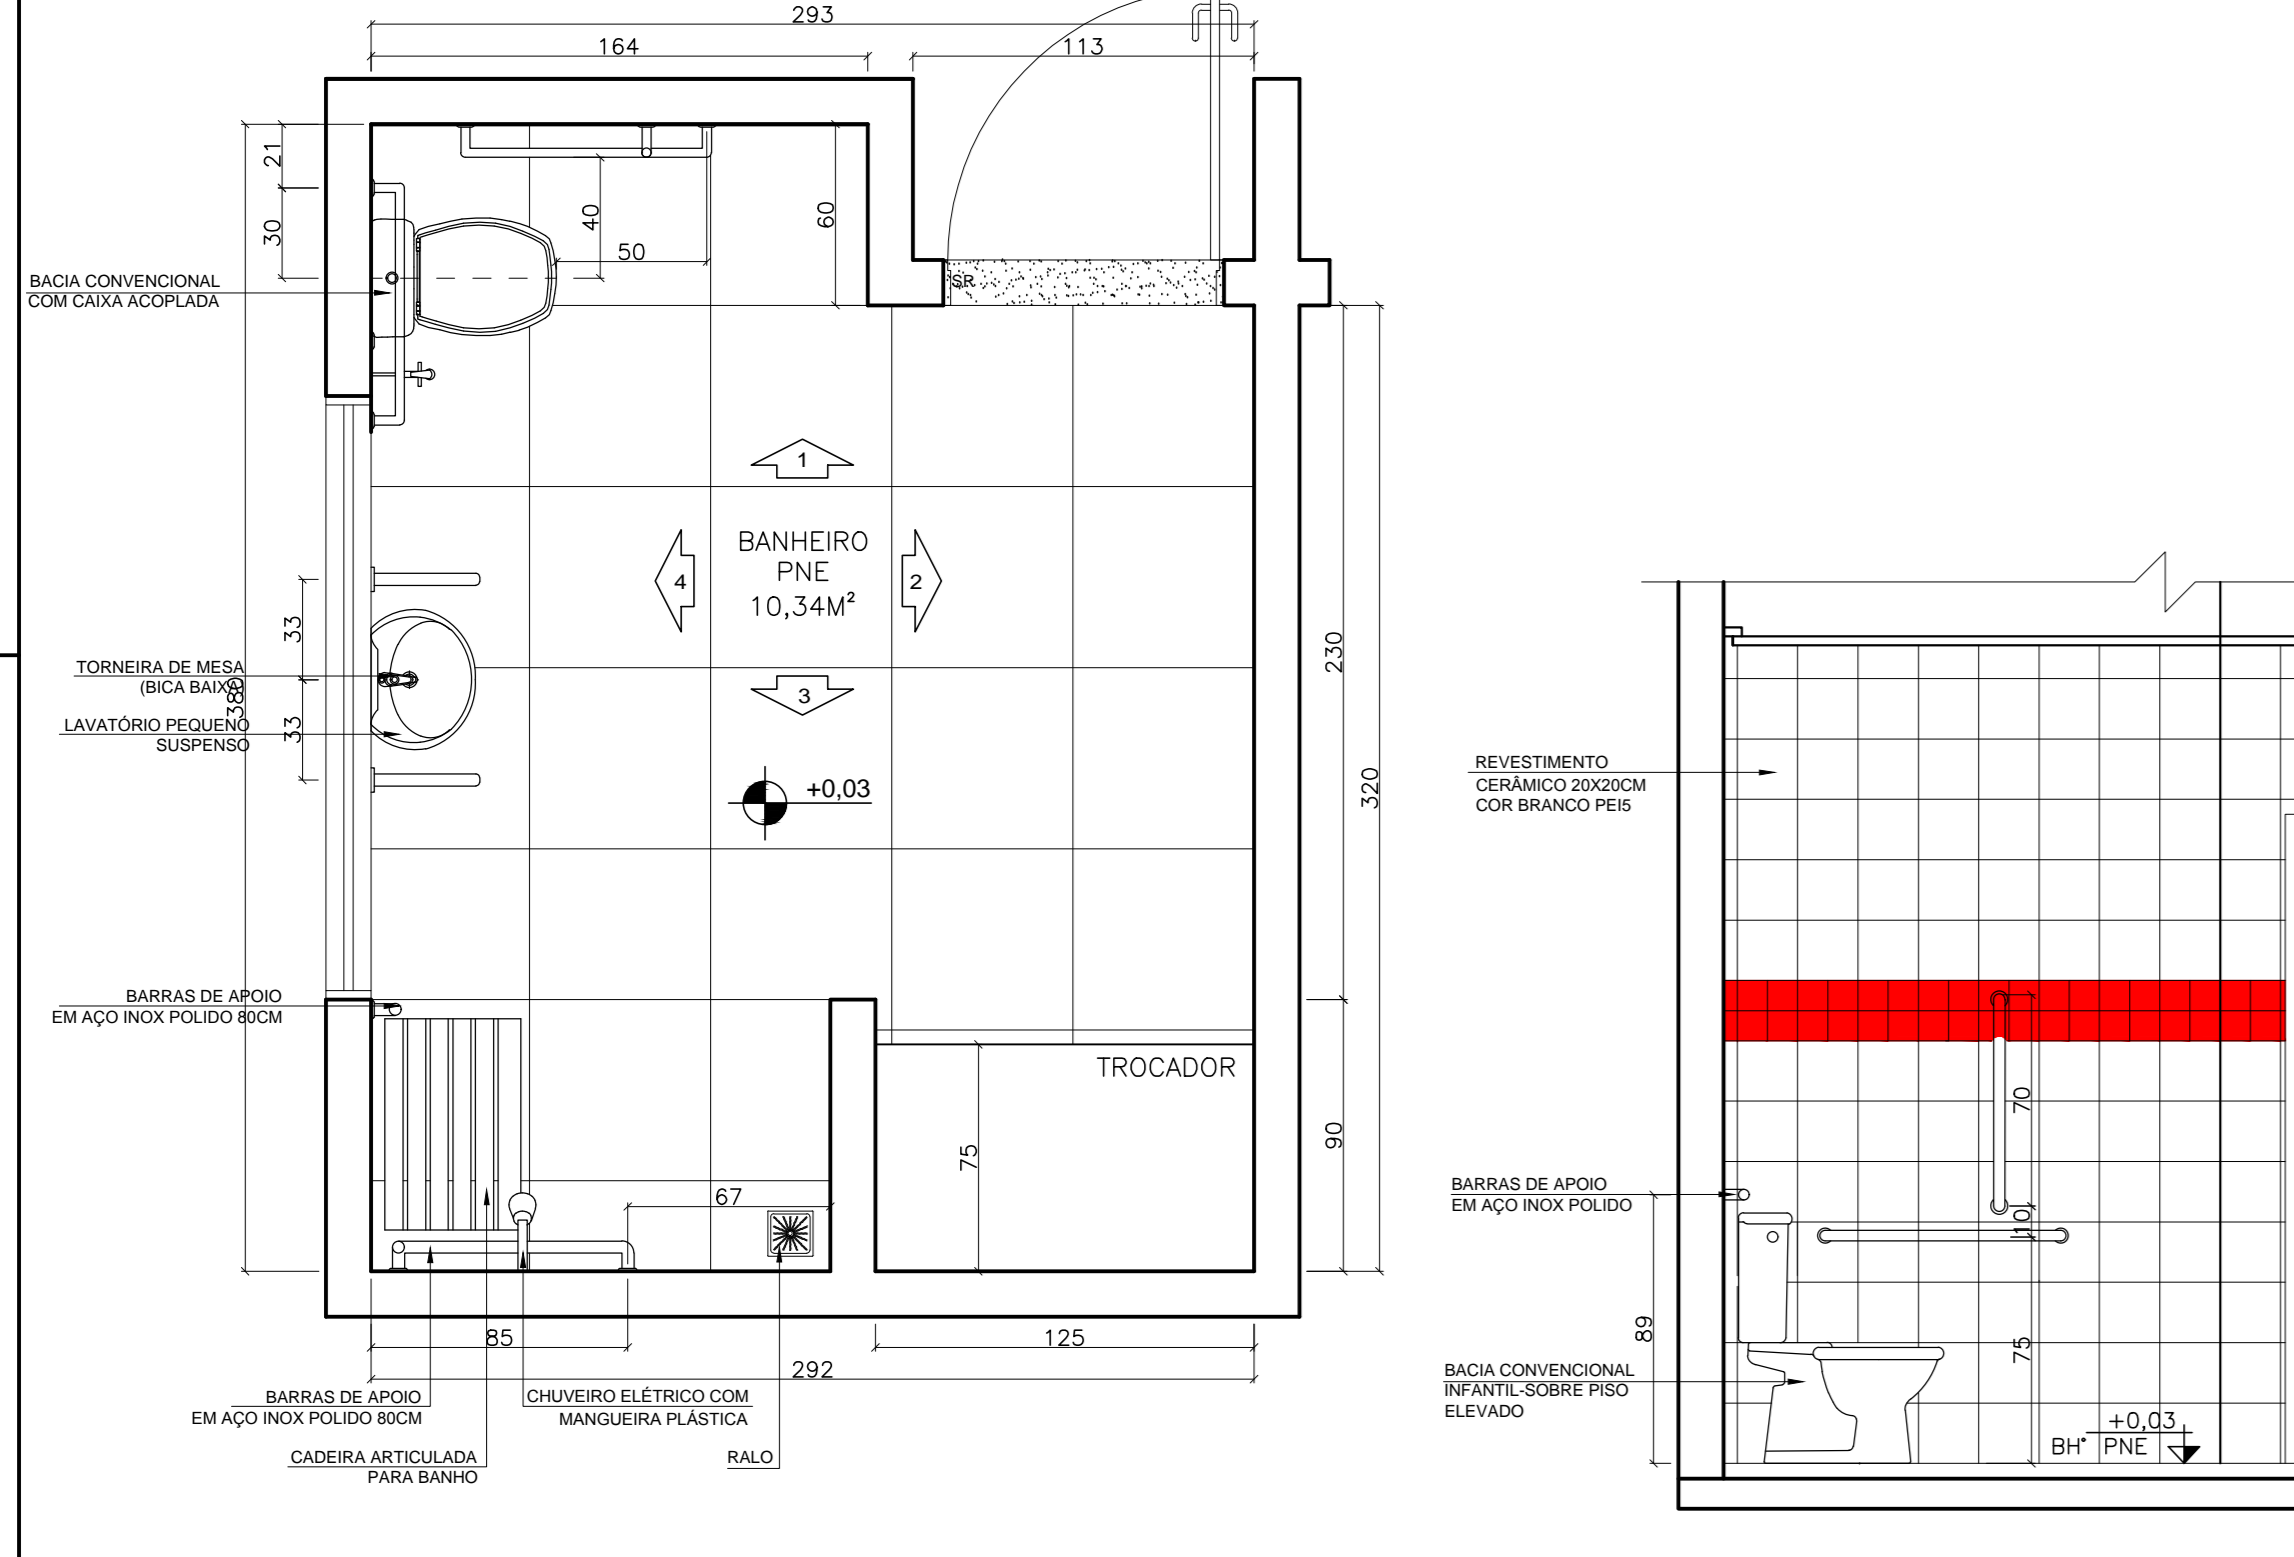 293
164
113
21
30
40
50
60
SR
BACIA CONVENCIONAL
COM CAIXA ACOPLADA
1
4
2
3
BANHEIRO
PNE
10,34M²
+0,03
33
33
380
TORNEIRA DE MESA
(BICA BAIXA)
LAVATÓRIO PEQUENO
SUSPENSO
230
320
90
BARRAS DE APOIO
EM AÇO INOX POLIDO 80CM
TROCADOR
75
67
85
125
292
BARRAS DE APOIO
EM AÇO INOX POLIDO 80CM
CHUVEIRO ELÉTRICO COM
MANGUEIRA PLÁSTICA
CADEIRA ARTICULADA
PARA BANHO
RALO
REVESTIMENTO
CERÂMICO 20X20CM
COR BRANCO PEI5
BARRAS DE APOIO
EM AÇO INOX POLIDO
70
10
75
89
BACIA CONVENCIONAL
INFANTIL-SOBRE PISO
ELEVADO
+0,03
BH° PNE